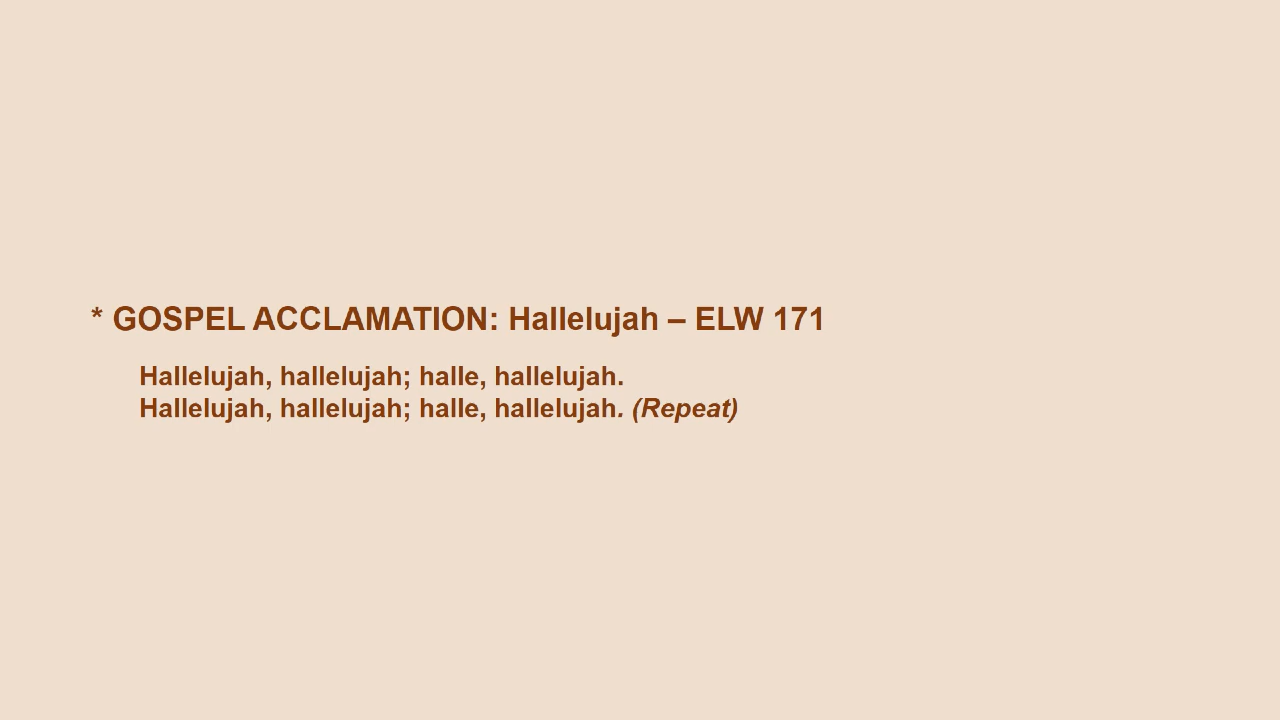 * GOSPEL ACCLAMATION: Hallelujah – ELW 171
Hallelujah, hallelujah; halle, hallelujah.
Hallelujah, hallelujah; halle, hallelujah. (Repeat)